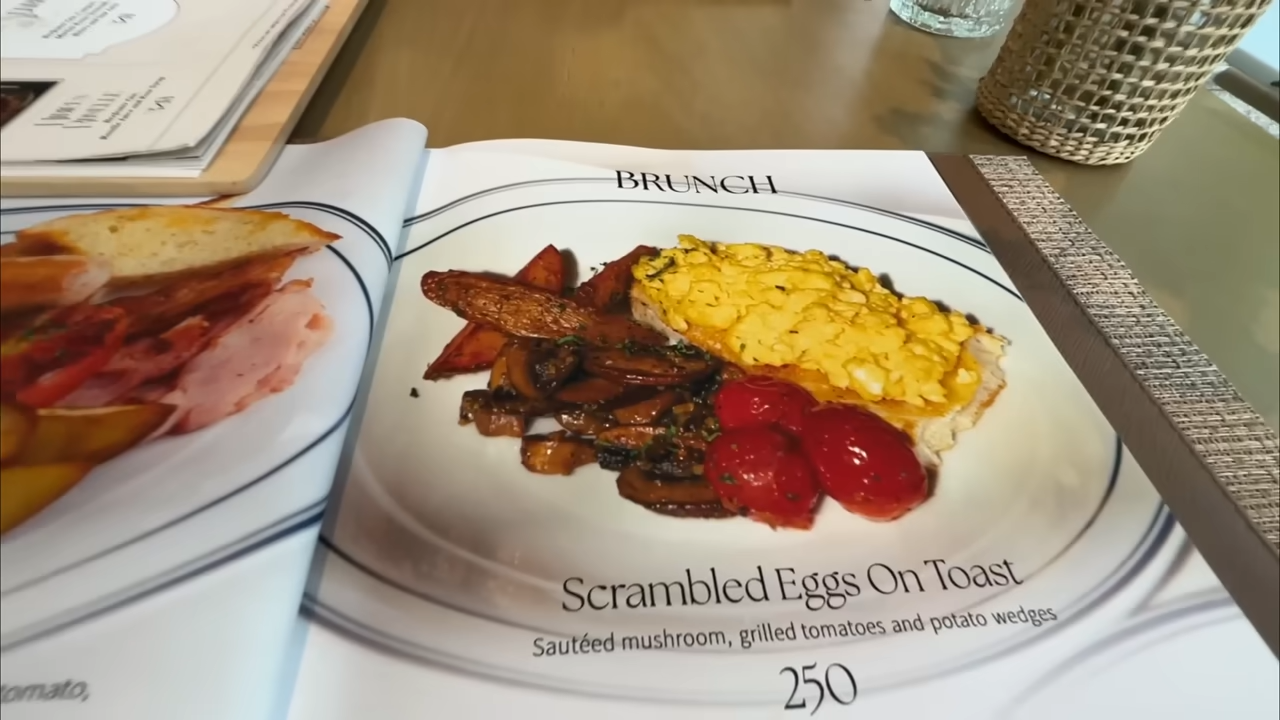 BRUNCH
Scrambled Eggs On Toast
Sautéed mushroom, grilled tomatoes and potato wedges
250
tomato,